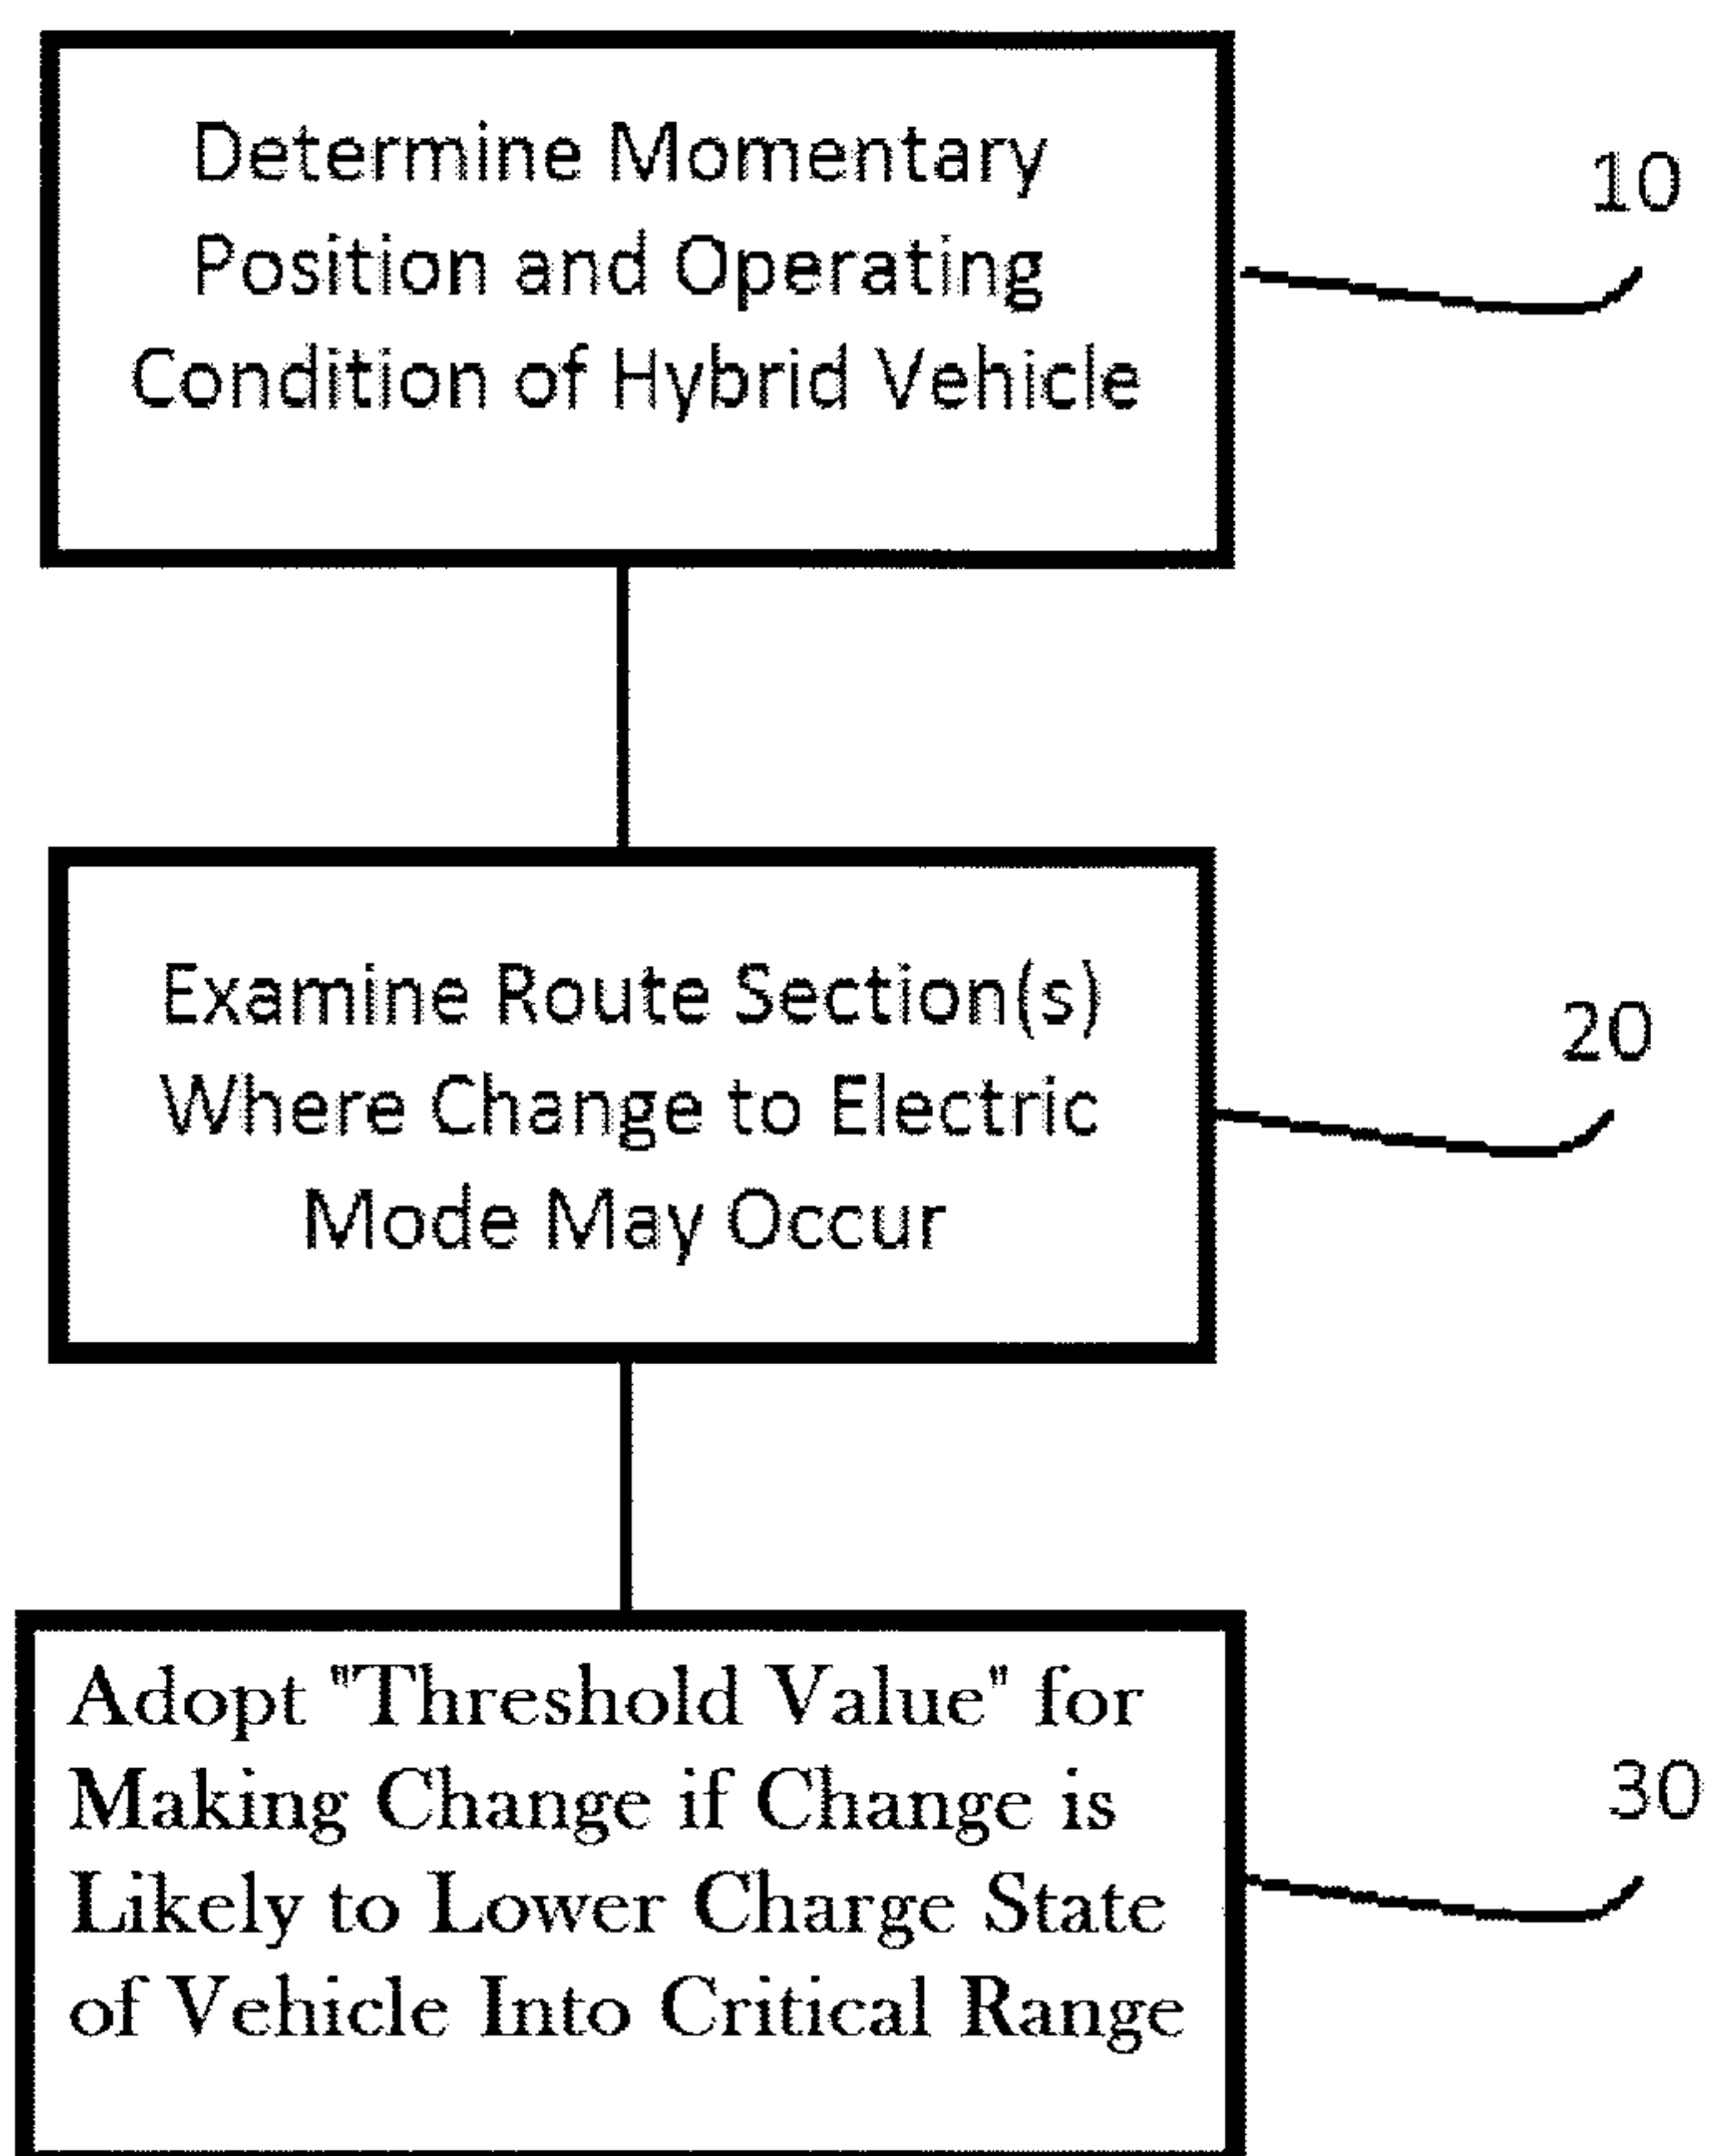 Determine Momentary
Position and Operating
Condition of Hybrid Vehicle
10
Examine Route Section(s)
Where Change to Electric
Mode May Occur
20
Adopt "Threshold Value" for
Making Change if Change is
Likely to Lower Charge State
of Vehicle Into Critical Range
30